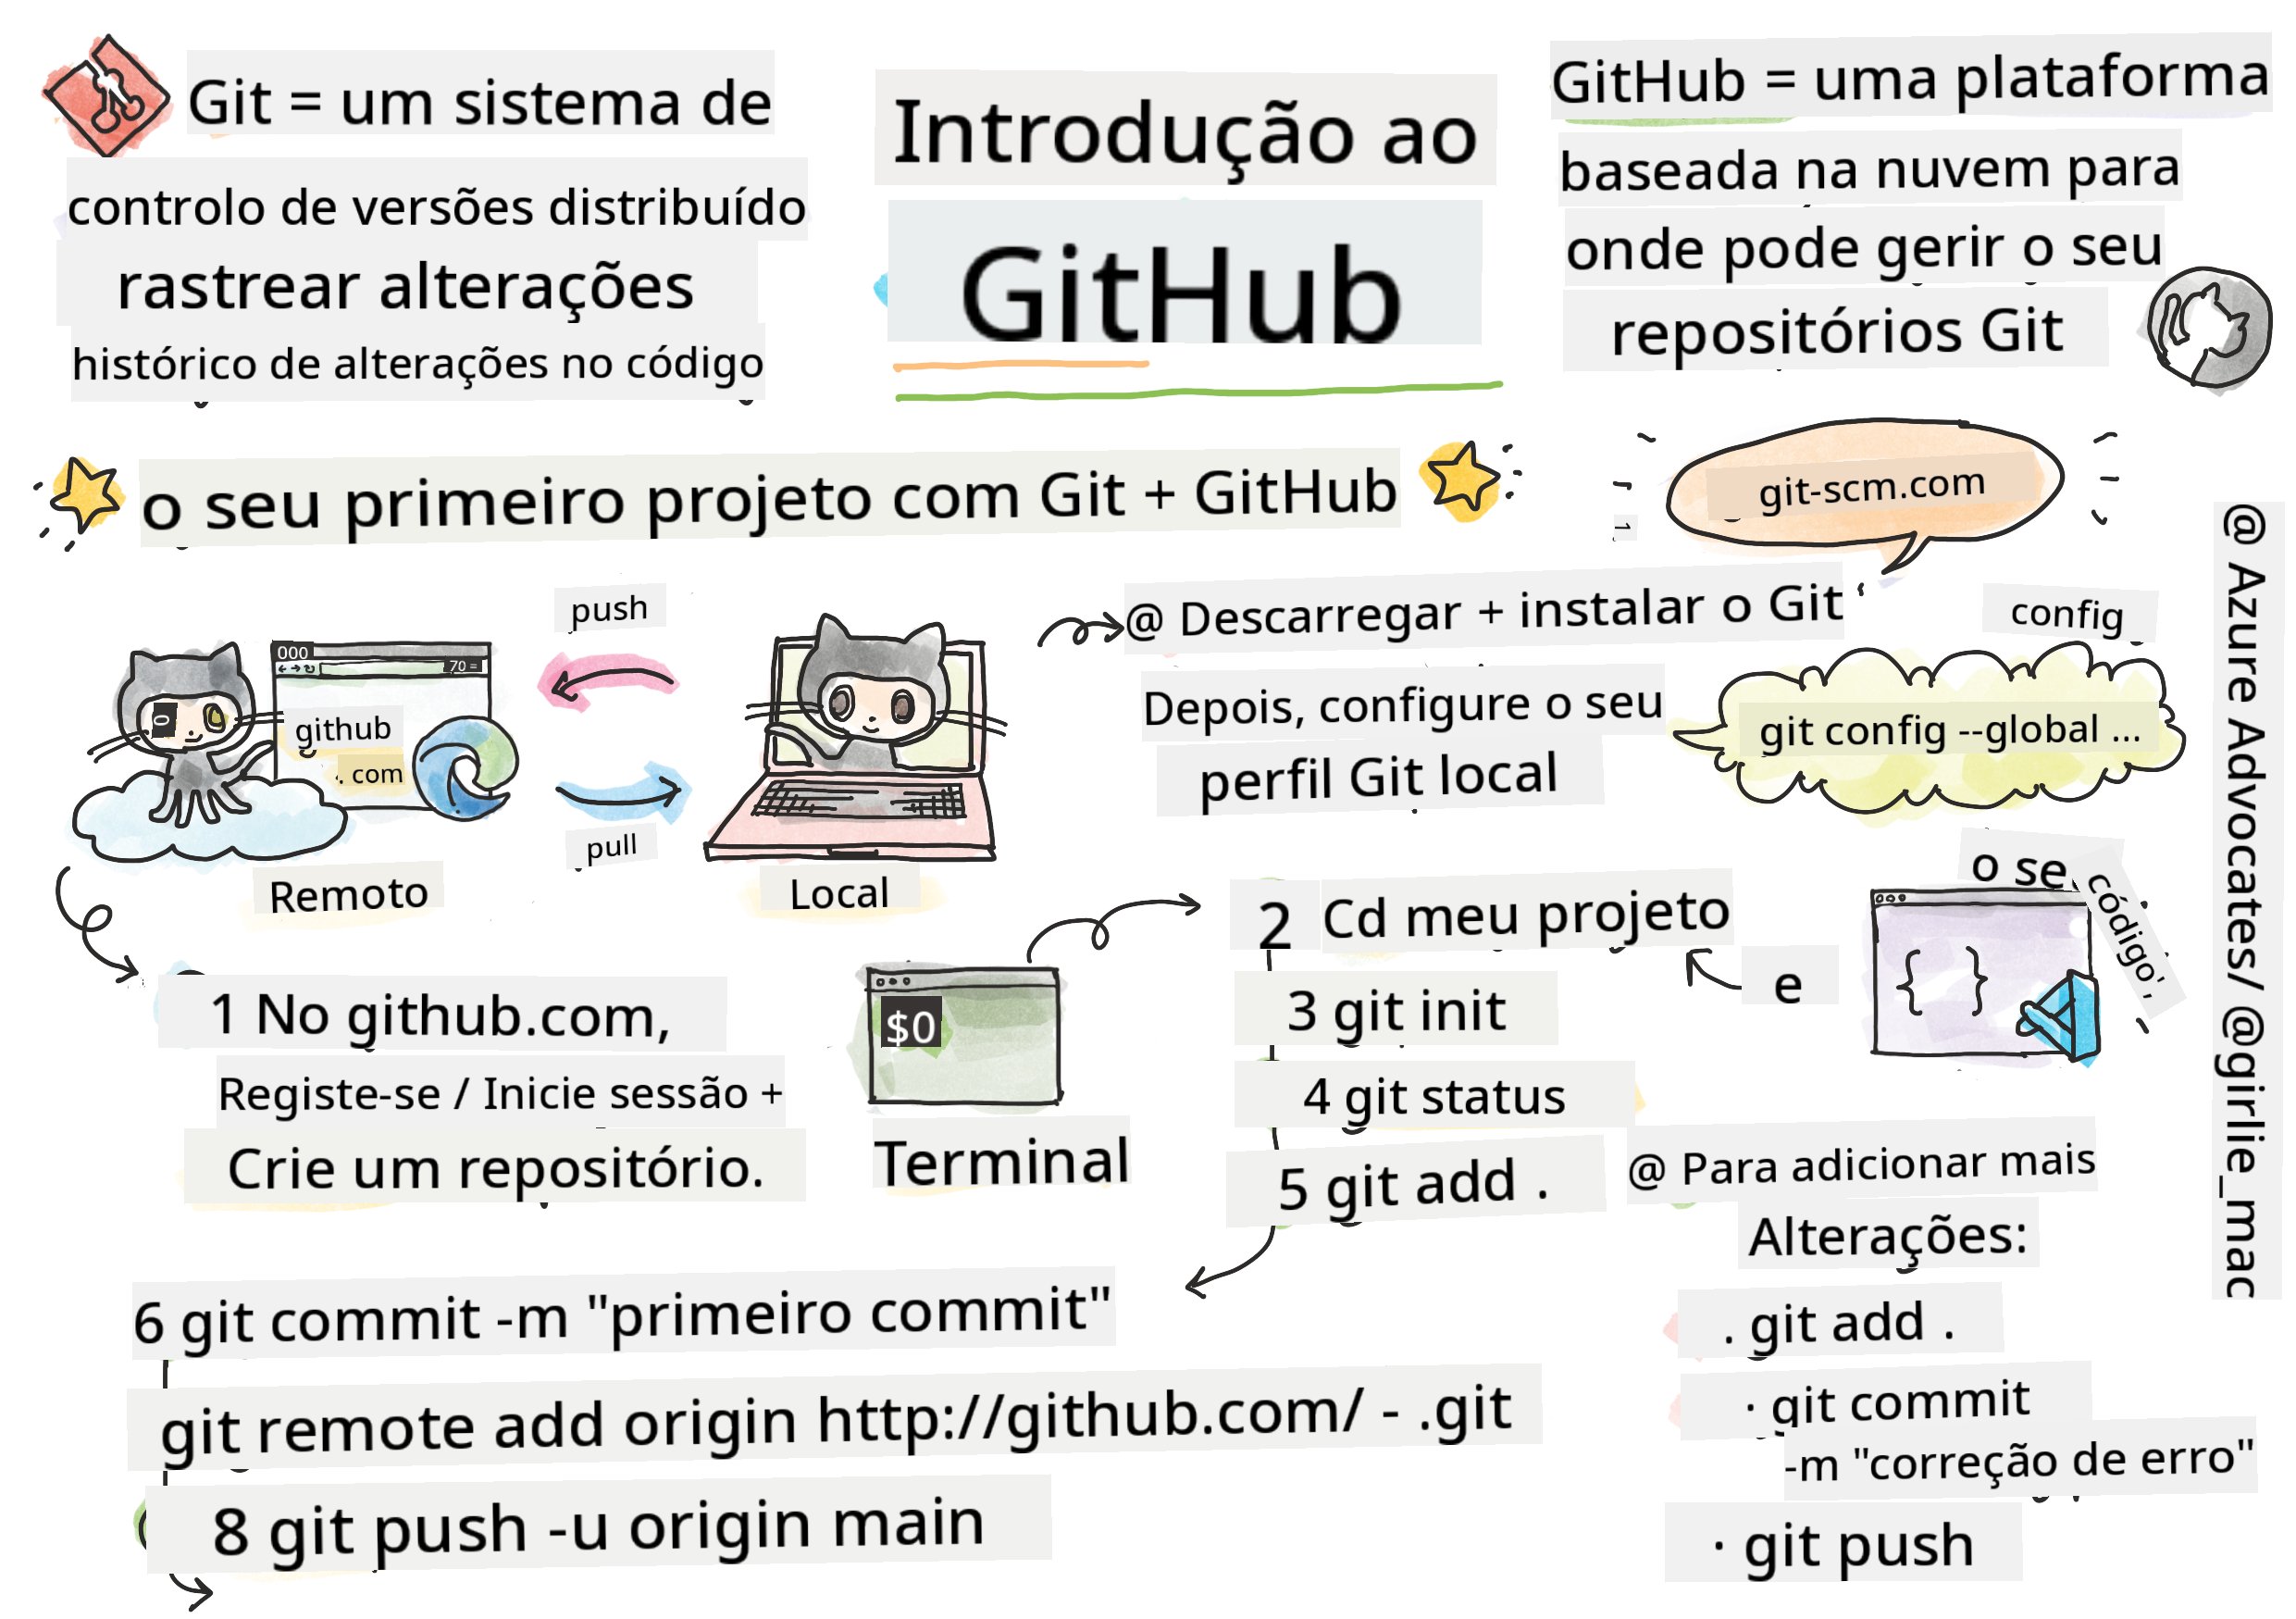 Git = um sistema de
controlo de versões distribuído
rastrear alterações
histórico de alterações no código
Introdução ao
GitHub
GitHub = uma plataforma
baseada na nuvem para
onde pode gerir o seu
repositórios Git
o seu primeiro projeto com Git + GitHub
git-scm.com
push
000
70 =
github
. com
pull
Remoto
Local
@ Descarregar + instalar o Git
Depois, configure o seu
perfil Git local
config
git config --global ...
1 No github.com,
Registe-se / Inicie sessão +
Crie um repositório.
$0
Terminal
2 Cd meu projeto
3 git init
4 git status
5 git add .
e
o se
código',
{ }
6 git commit -m "primeiro commit"
git remote add origin http://github.com/ - .git
8 git push -u origin main
@ Para adicionar mais
Alterações:
. git add .
· git commit
-m "correção de erro"
· git push
@ Azure Advocates/ @girlie_mac